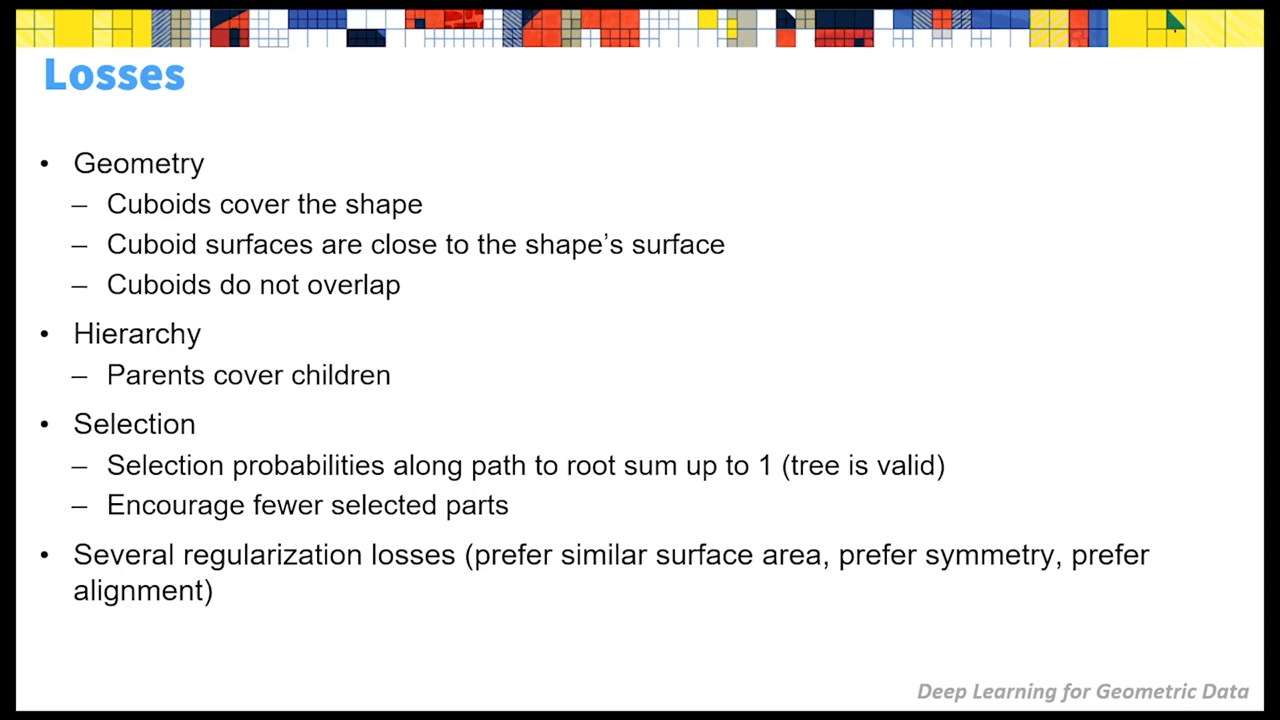 Losses
• Geometry
– Cuboids cover the shape
– Cuboid surfaces are close to the shape’s surface
– Cuboids do not overlap
• Hierarchy
– Parents cover children
• Selection
– Selection probabilities along path to root sum up to 1 (tree is valid)
– Encourage fewer selected parts
• Several regularization losses (prefer similar surface area, prefer symmetry, prefer
alignment)
Deep Learning for Geometric Data